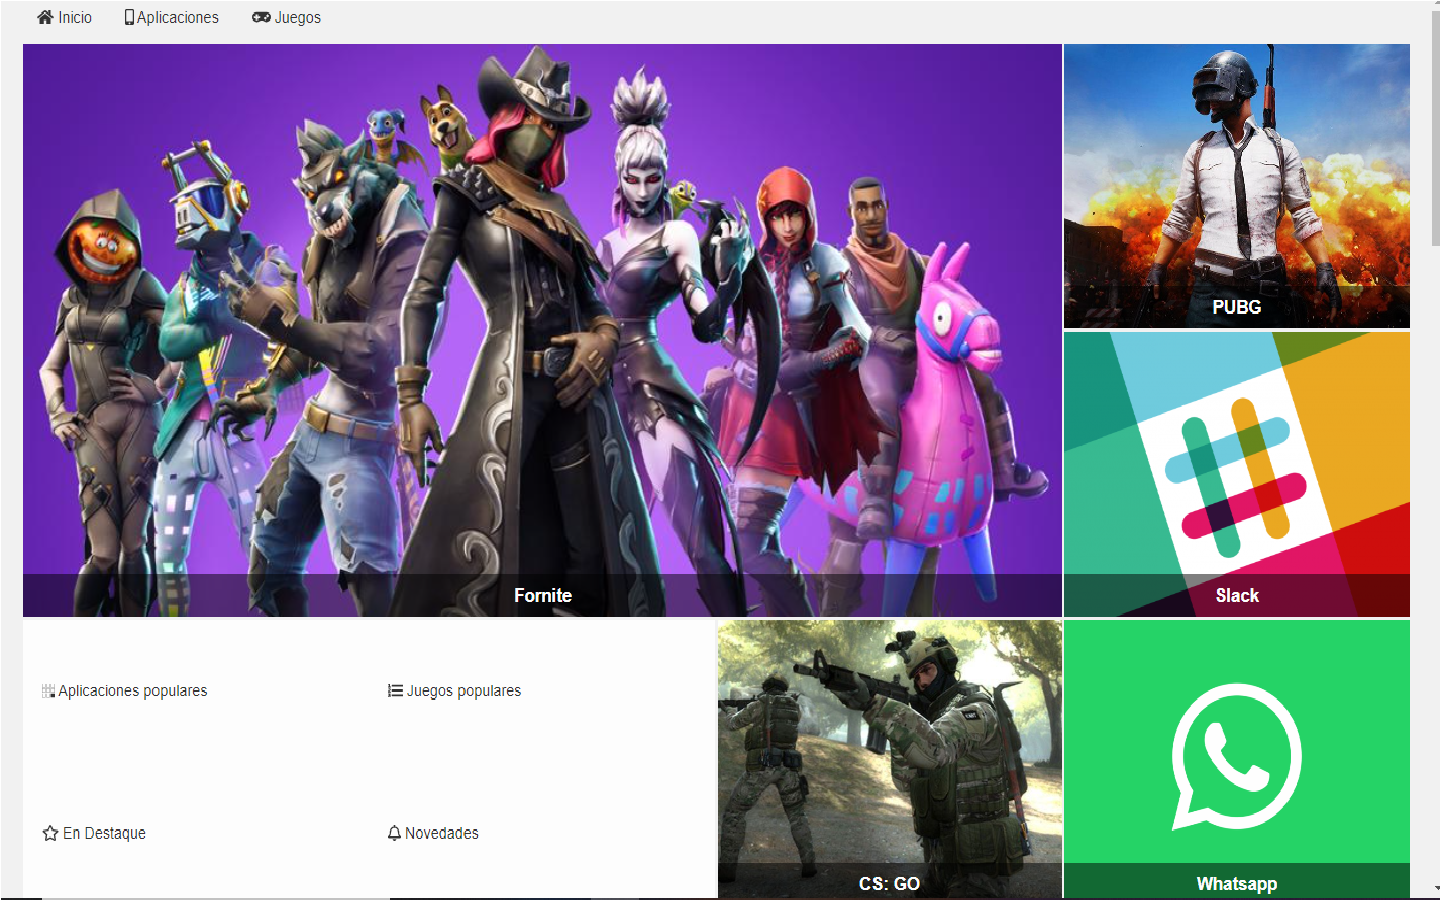 Inicio
Aplicaciones
Juegos
PUBG
Fornite
Slack
Aplicaciones populares
Juegos populares
En Destaque
Novedades
CS: GO
Whatsapp